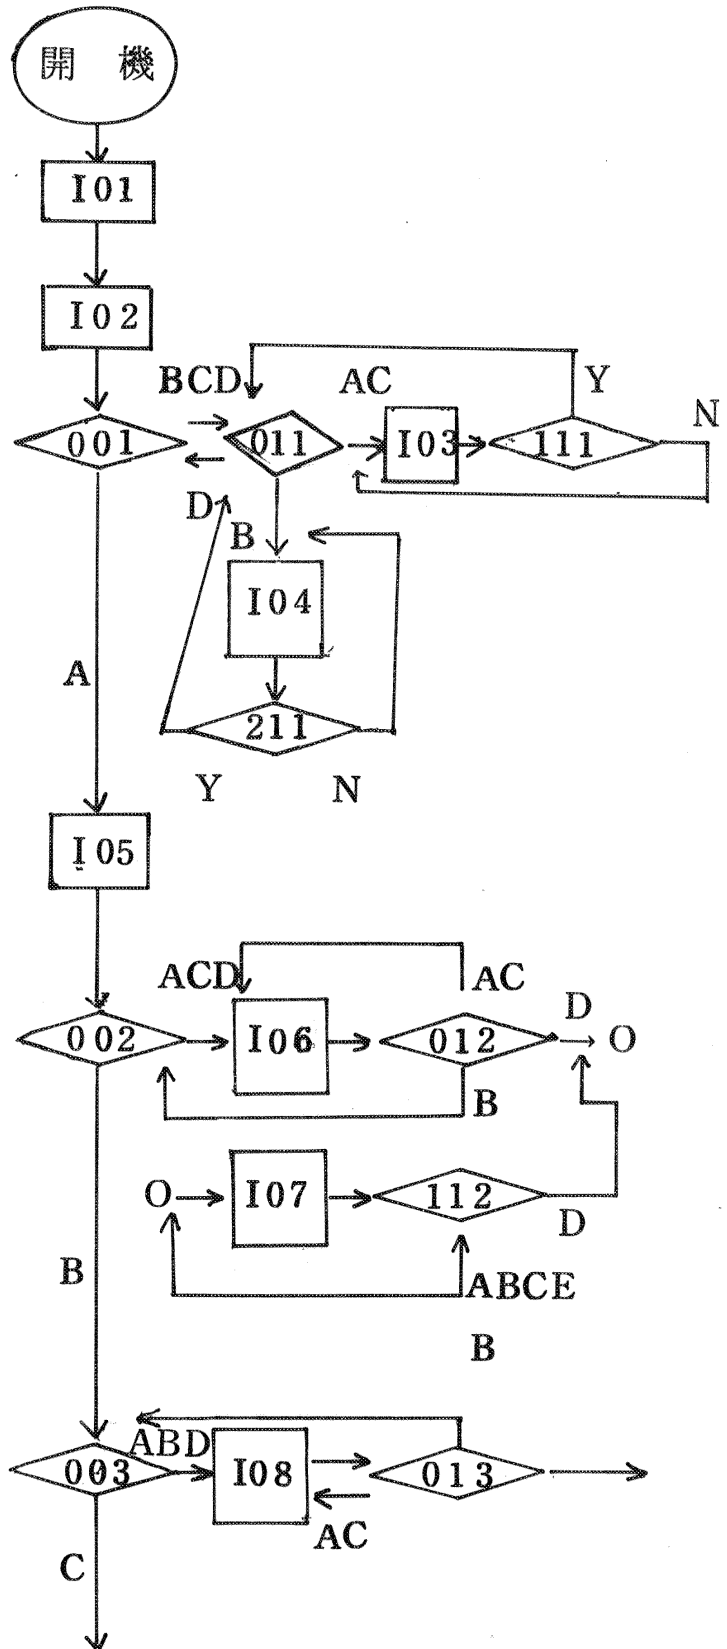 開 機
I01
I02
BCD
AC
Y
N
001
011
I03
111
D
B
I04
A
211
Y
N
I05
ACD
AC
D
002
I06
012
O
B
O
I07
112
D
B
ABCE
B
ABD
003
I08
013
AC
C